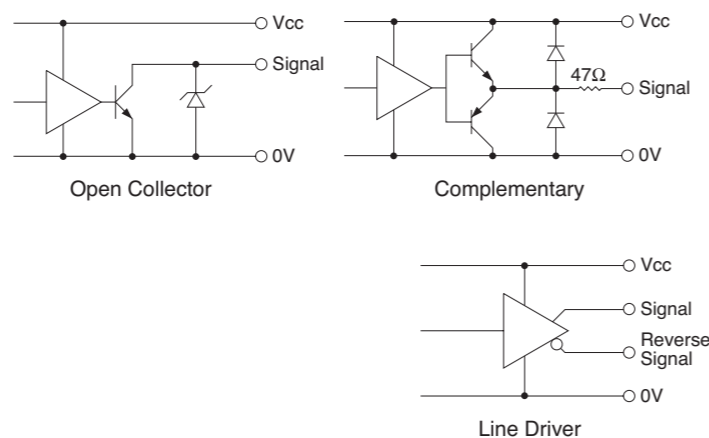 Vcc
Signal
0V
Open Collector
Vcc
47Ω
Signal
0V
Complementary
Vcc
Signal
Reverse
Signal
0V
Line Driver